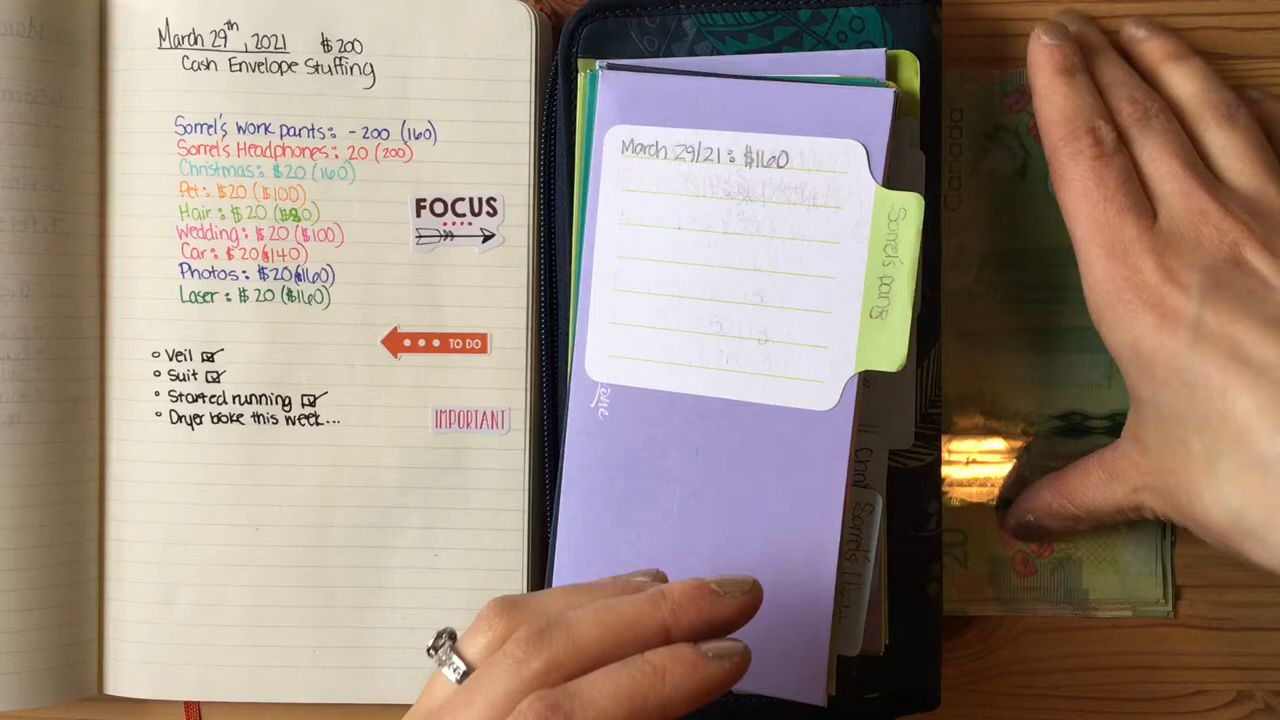 March 29th, 2021 $200
Cash Envelope Stuffing
Sorrel's work pants: -200 (160)
Sorrel's Headphones: 20 (200)
Christmas: $20 (160)
Pet: $20 ($100)
Hair: $20 ($80)
Wedding: $20 ($100)
Car: $20 ($140)
Photos: $20 ($160)
Laser: $20 ($160)
FOCUS
TO DO
Veil
Suit
Started running
Dryer broke this week...
IMPORTANT
March 29/21: $160
Sorrel's pants
Canada
20